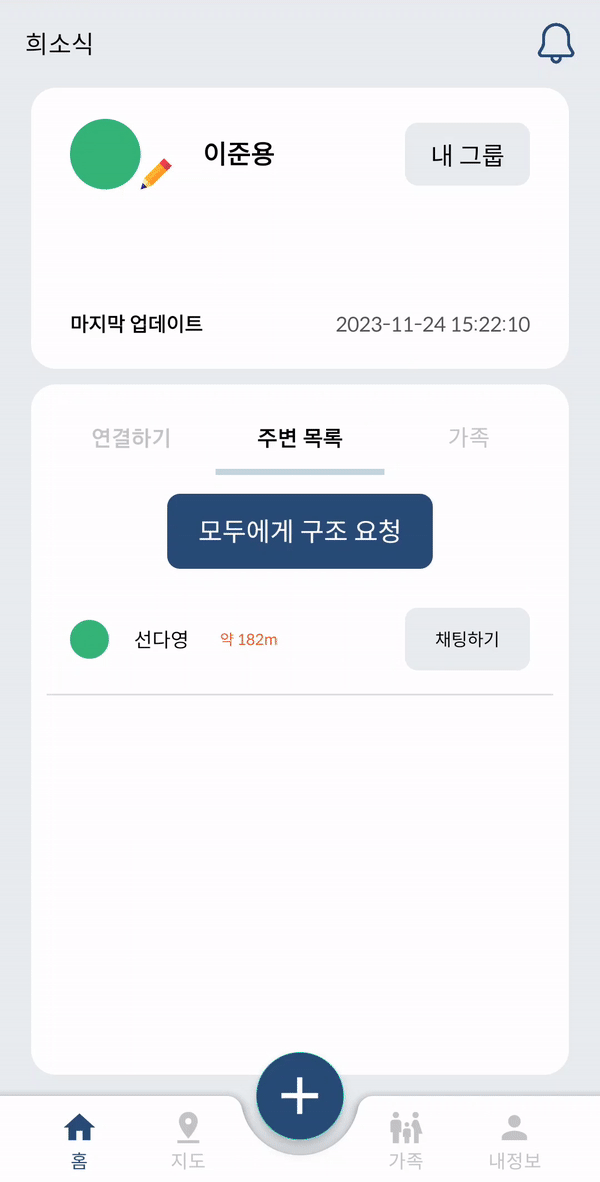 희소식
이준용
내 그룹
마지막 업데이트 2023-11-24 15:22:10
연결하기 주변 목록 가족
모두에게 구조 요청
선다영 약 182m 채팅하기
홈 지도 가족 내정보